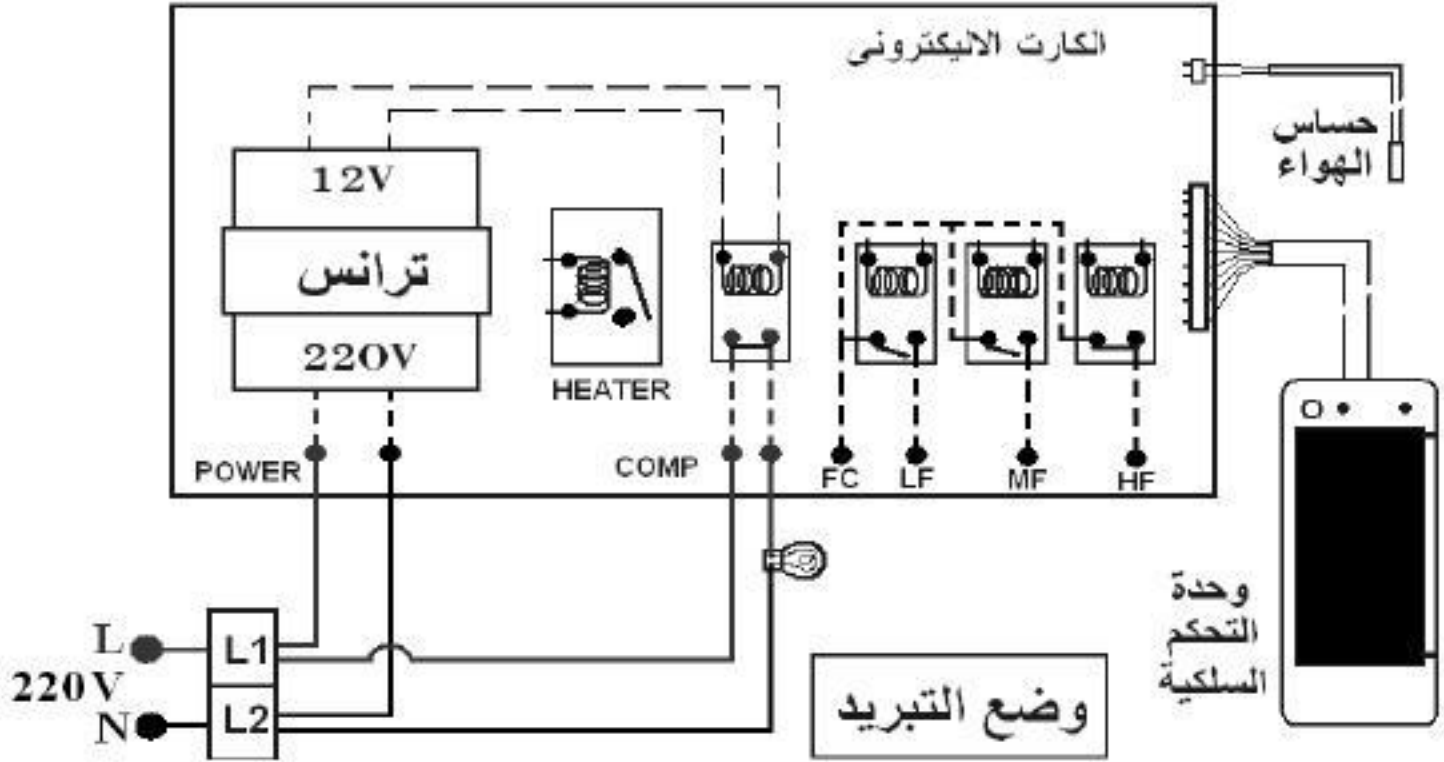 الكارت الاليكترونى
حساس
الهواء
12V
ترانس
220V
HEATER
POWER
COMP
FC
LF
MF
HF
L
L1
220V
N
L2
وضع التبريد
وحدة
التحكم
السلكية
O